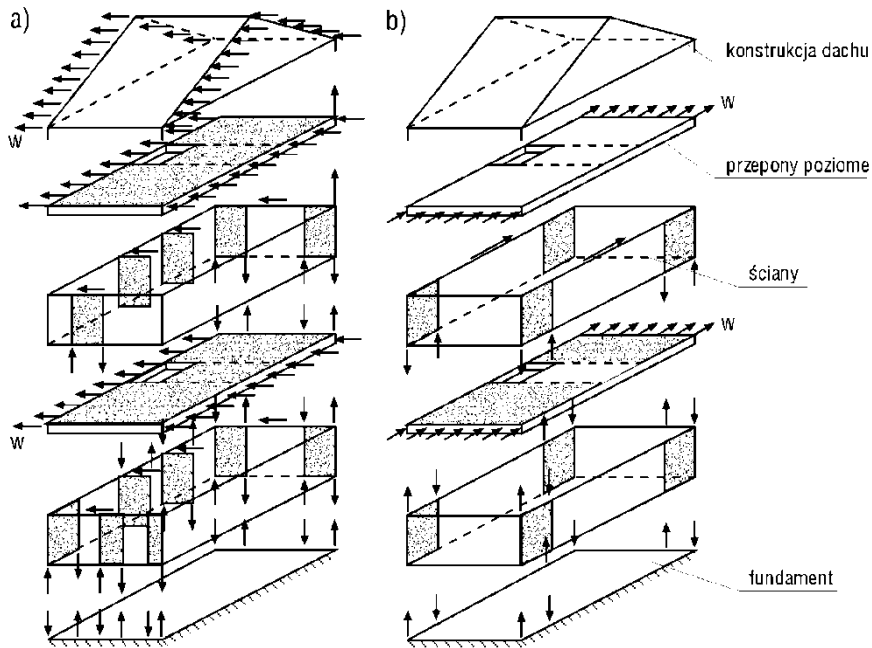 a)
b)
konstrukcja dachu
W
W
przepony poziome
ściany
W
W
fundament